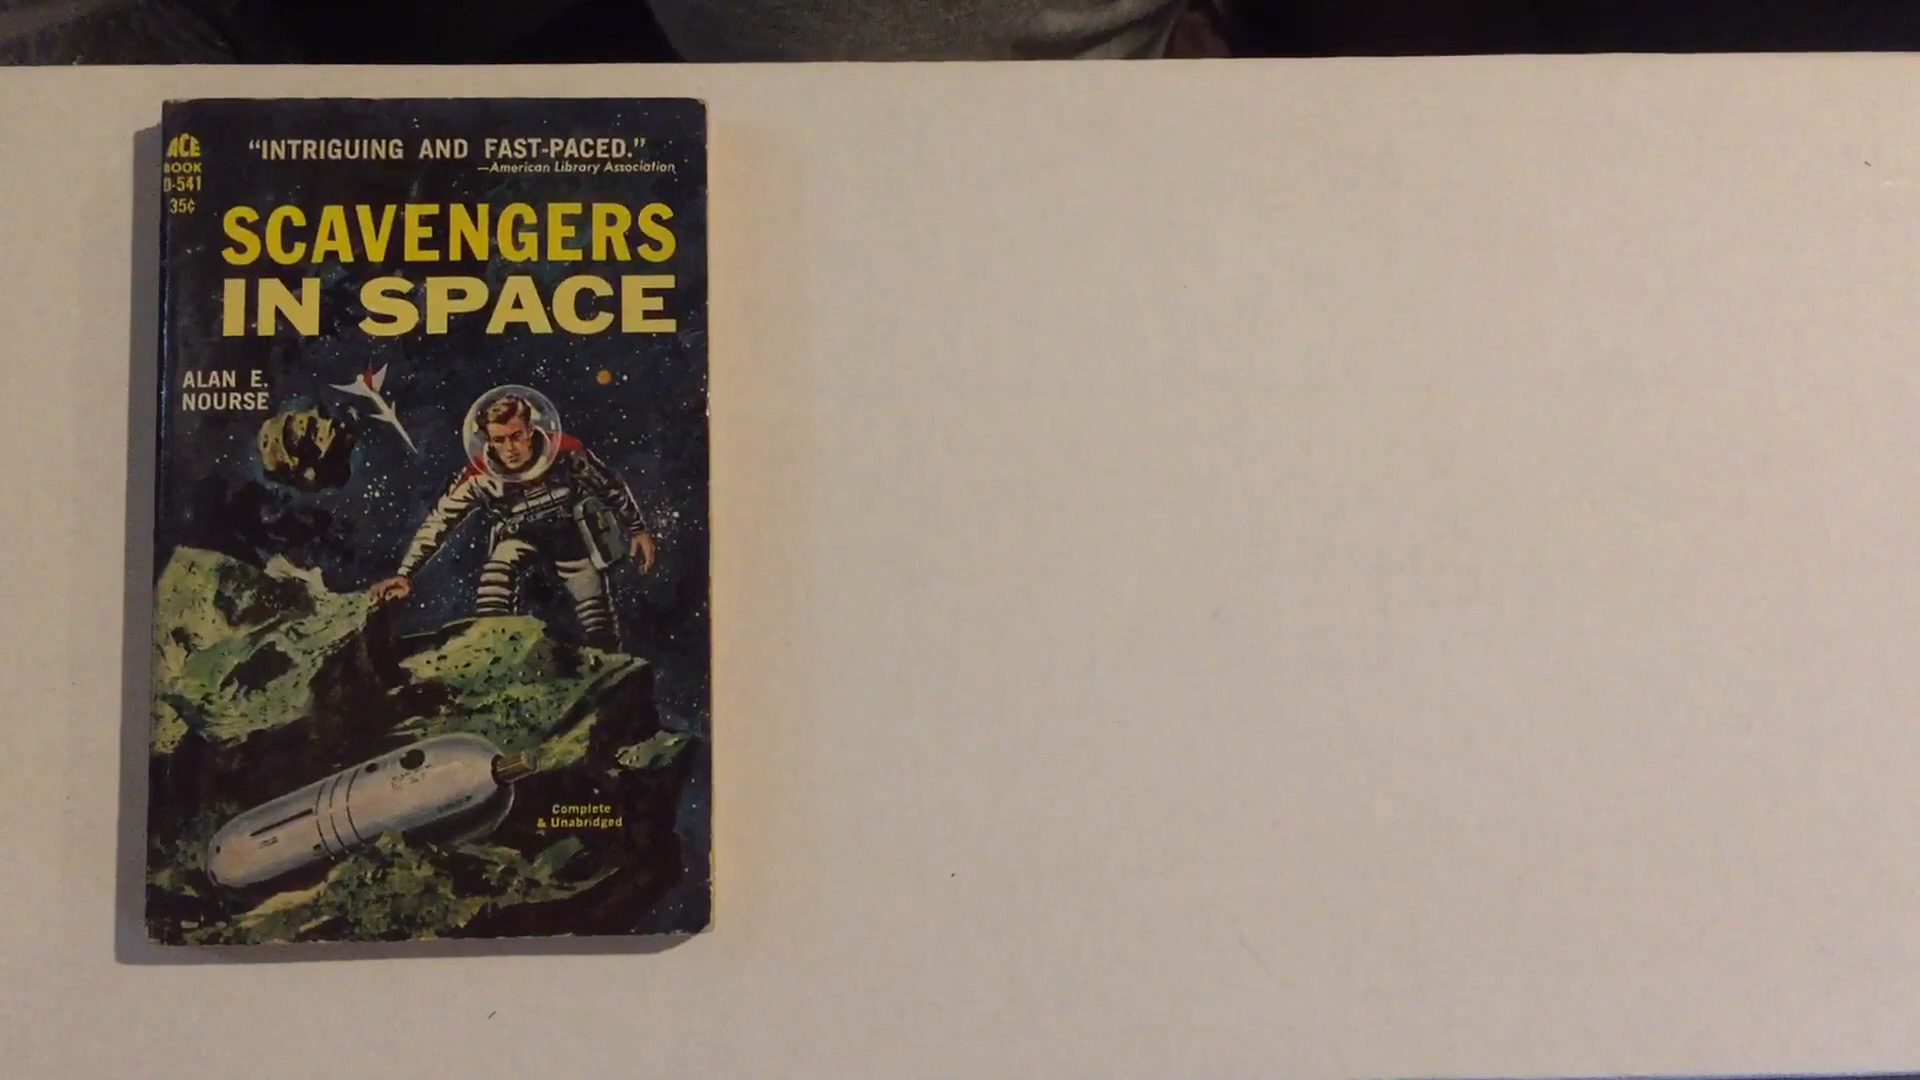 ACE
BOOK
D-541
35¢
“INTRIGUING AND FAST-PACED.”
—American Library Association
SCAVENGERS
IN SPACE
ALAN E.
NOURSE
Complete
& Unabridged